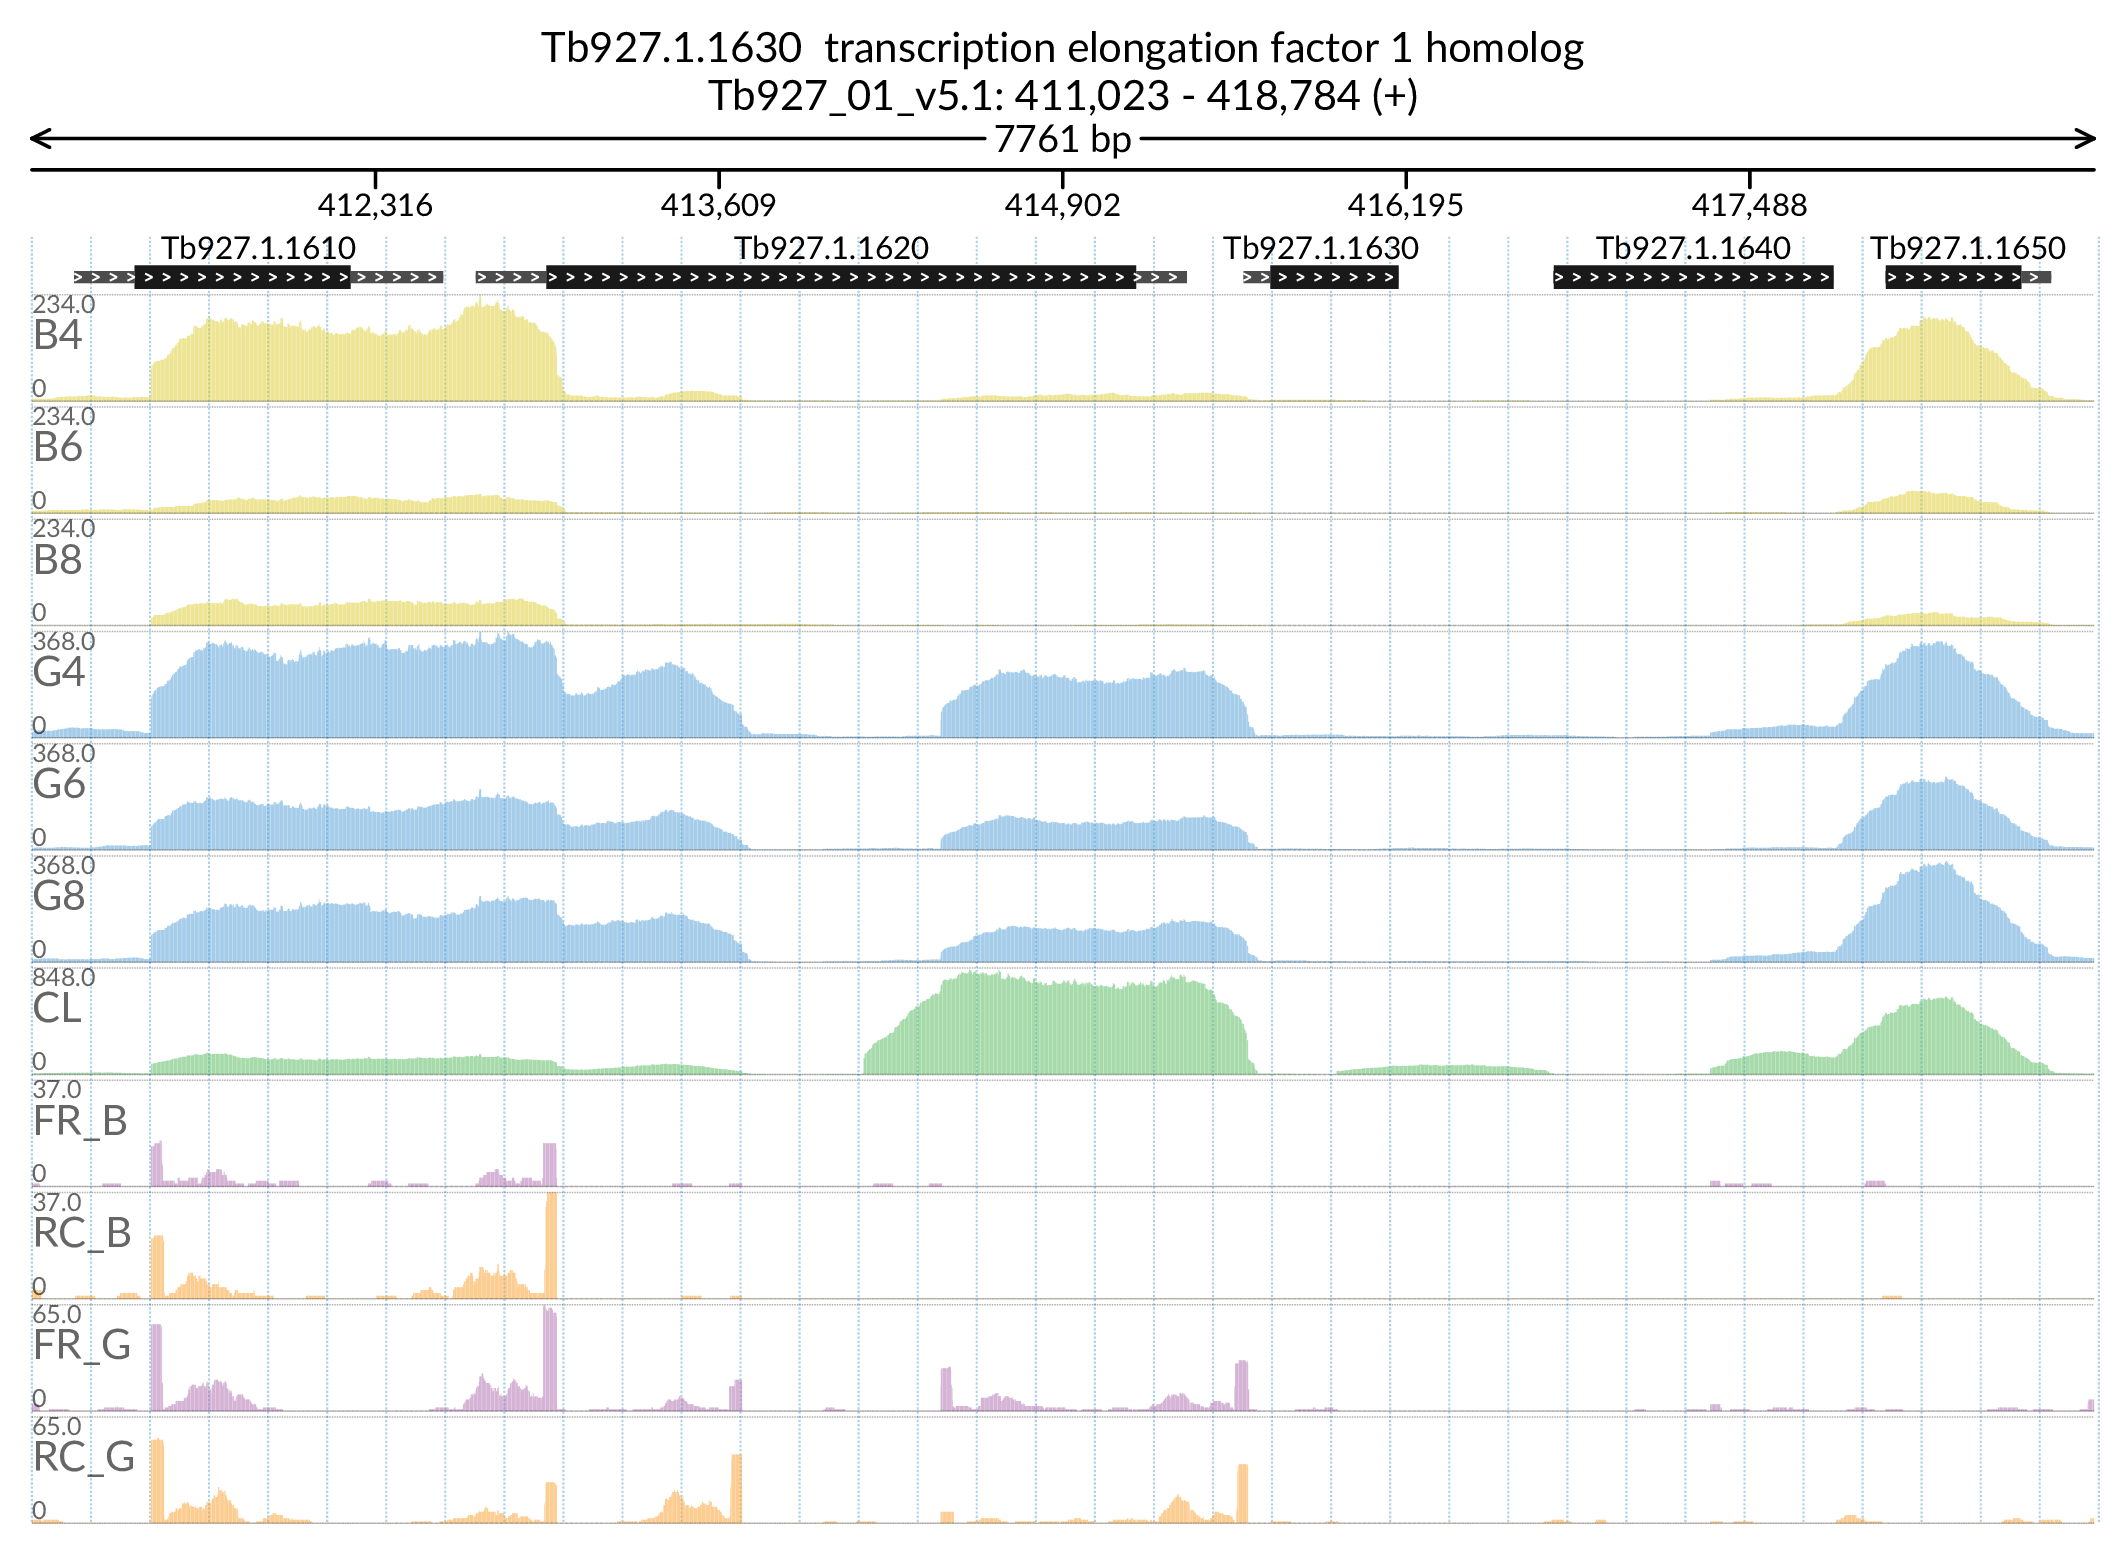 Tb927.1.1630 transcription elongation factor 1 homolog
Tb927_01_v5.1: 411,023 - 418,784 (+)
7761 bp
412,316 413,609 414,902 416,195 417,488
Tb927.1.1610 Tb927.1.1620 Tb927.1.1630 Tb927.1.1640 Tb927.1.1650
234.0
B4
0
234.0
B6
0
234.0
B8
0
368.0
G4
0
368.0
G6
0
368.0
G8
0
848.0
CL
0
37.0
FR_B
0
37.0
RC_B
0
65.0
FR_G
0
65.0
RC_G
0